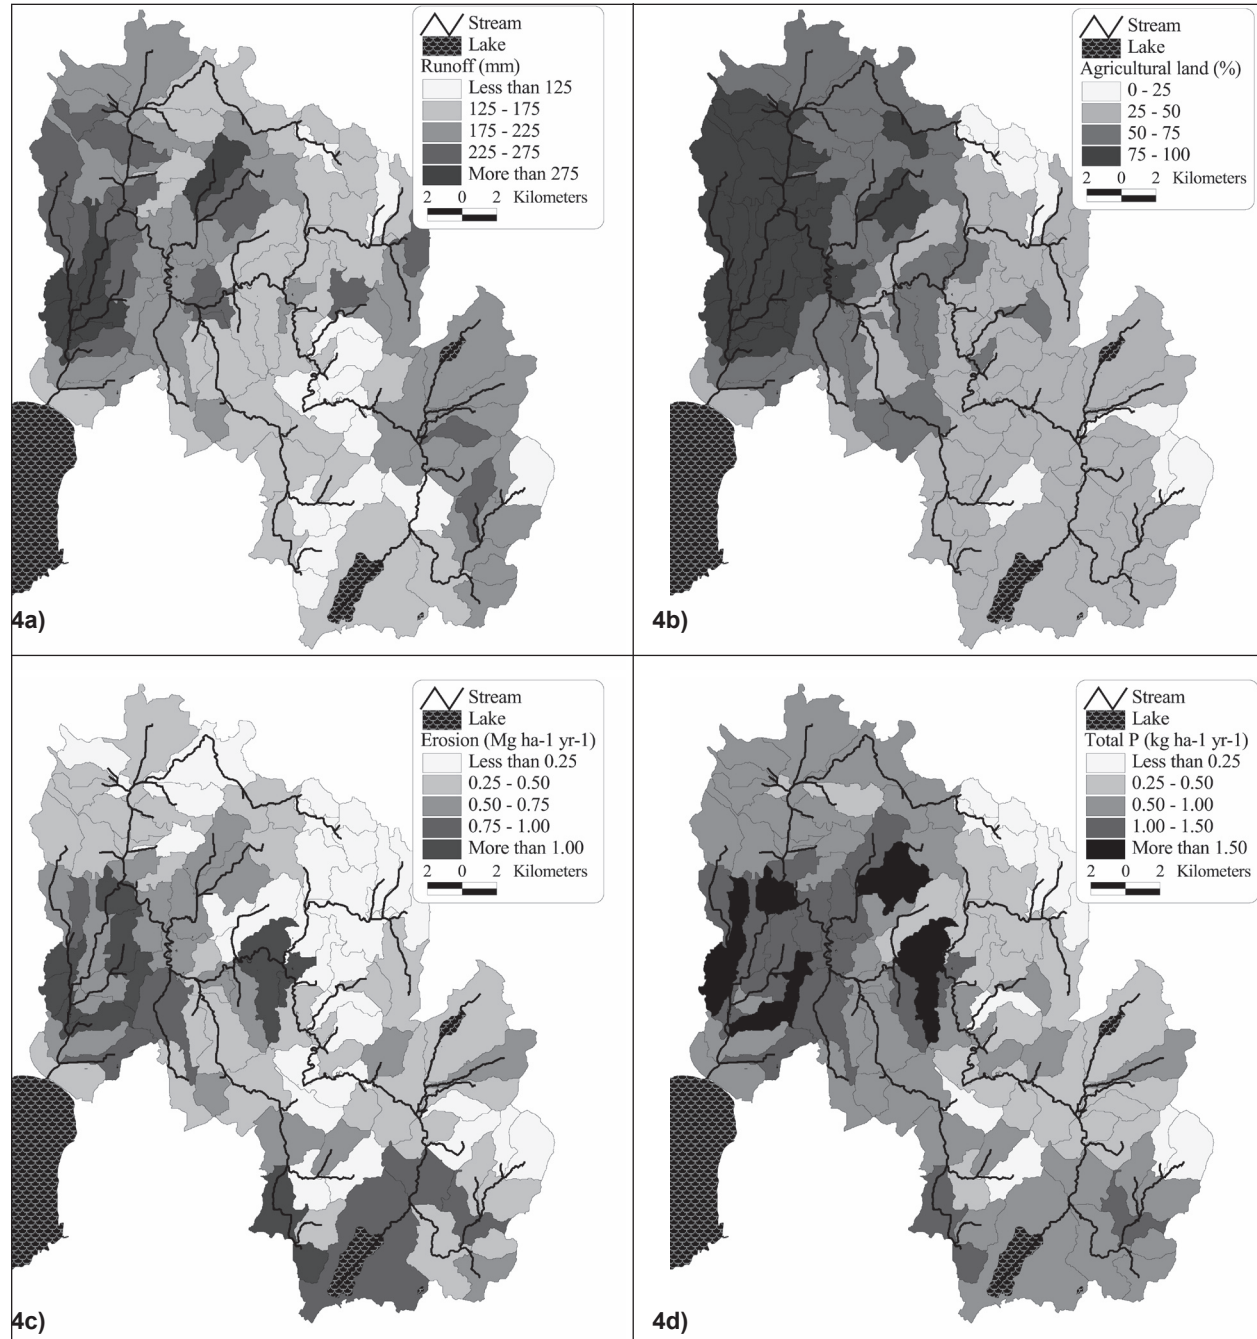 Stream
Lake
Runoff (mm)
Less than 125
125 - 175
175 - 225
225 - 275
More than 275
2 0 2 Kilometers
4a)
Stream
Lake
Agricultural land (%)
0 - 25
25 - 50
50 - 75
75 - 100
2 0 2 Kilometers
4b)
Stream
Lake
Erosion (Mg ha-1 yr-1)
Less than 0.25
0.25 - 0.50
0.50 - 0.75
0.75 - 1.00
More than 1.00
2 0 2 Kilometers
4c)
Stream
Lake
Total P (kg ha-1 yr-1)
Less than 0.25
0.25 - 0.50
0.50 - 1.00
1.00 - 1.50
More than 1.50
2 0 2 Kilometers
4d)